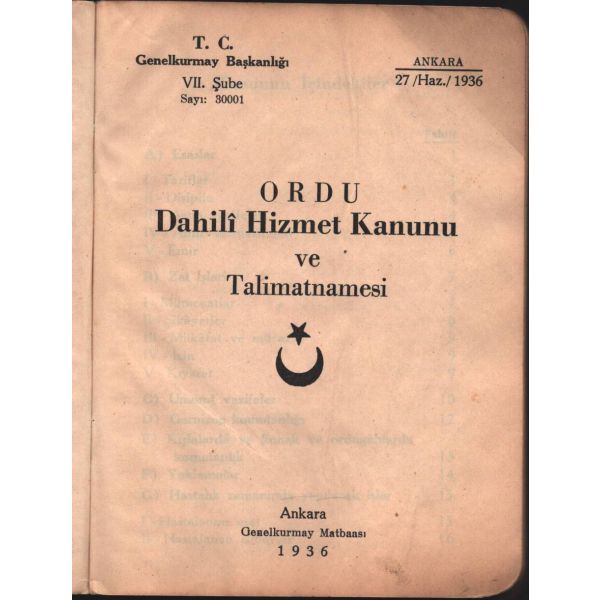 T. C.
Genelkurmay Başkanlığı
VII. Şube
Sayı: 30001
ANKARA
27 /Haz./ 1936
ORDU
Dahilî Hizmet Kanunu
ve
Talimatnamesi
Ankara
Genelkurmay Matbaası
1936